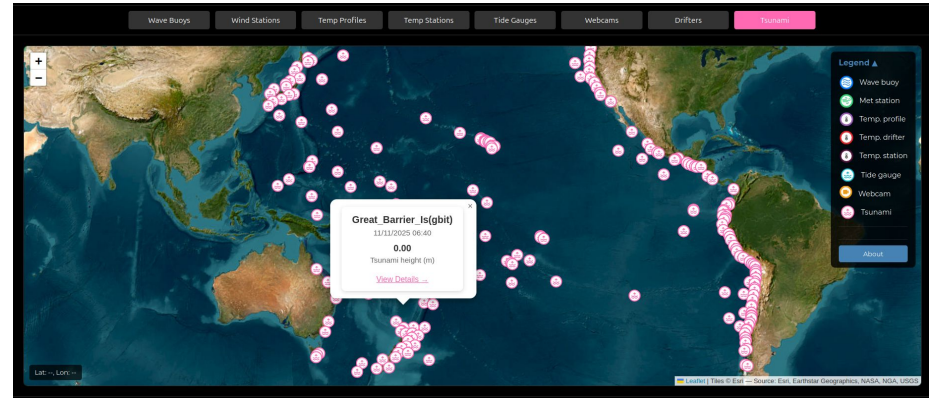 Wave Buoys
Wind Stations
Temp Profiles
Temp Stations
Tide Gauges
Webcams
Drifters
Tsunami
+
−
Legend ▲
Wave buoy
Met station
Temp. profile
Temp. drifter
Temp. station
Tide gauge
Webcam
Tsunami
About
×
Great_Barrier_Is(gbit)
11/11/2025 06:40
0.00
Tsunami height (m)
View Details →
Lat: --, Lon: --
Leaflet | Tiles © Esri — Source: Esri, Earthstar Geographics, NASA, NGA, USGS